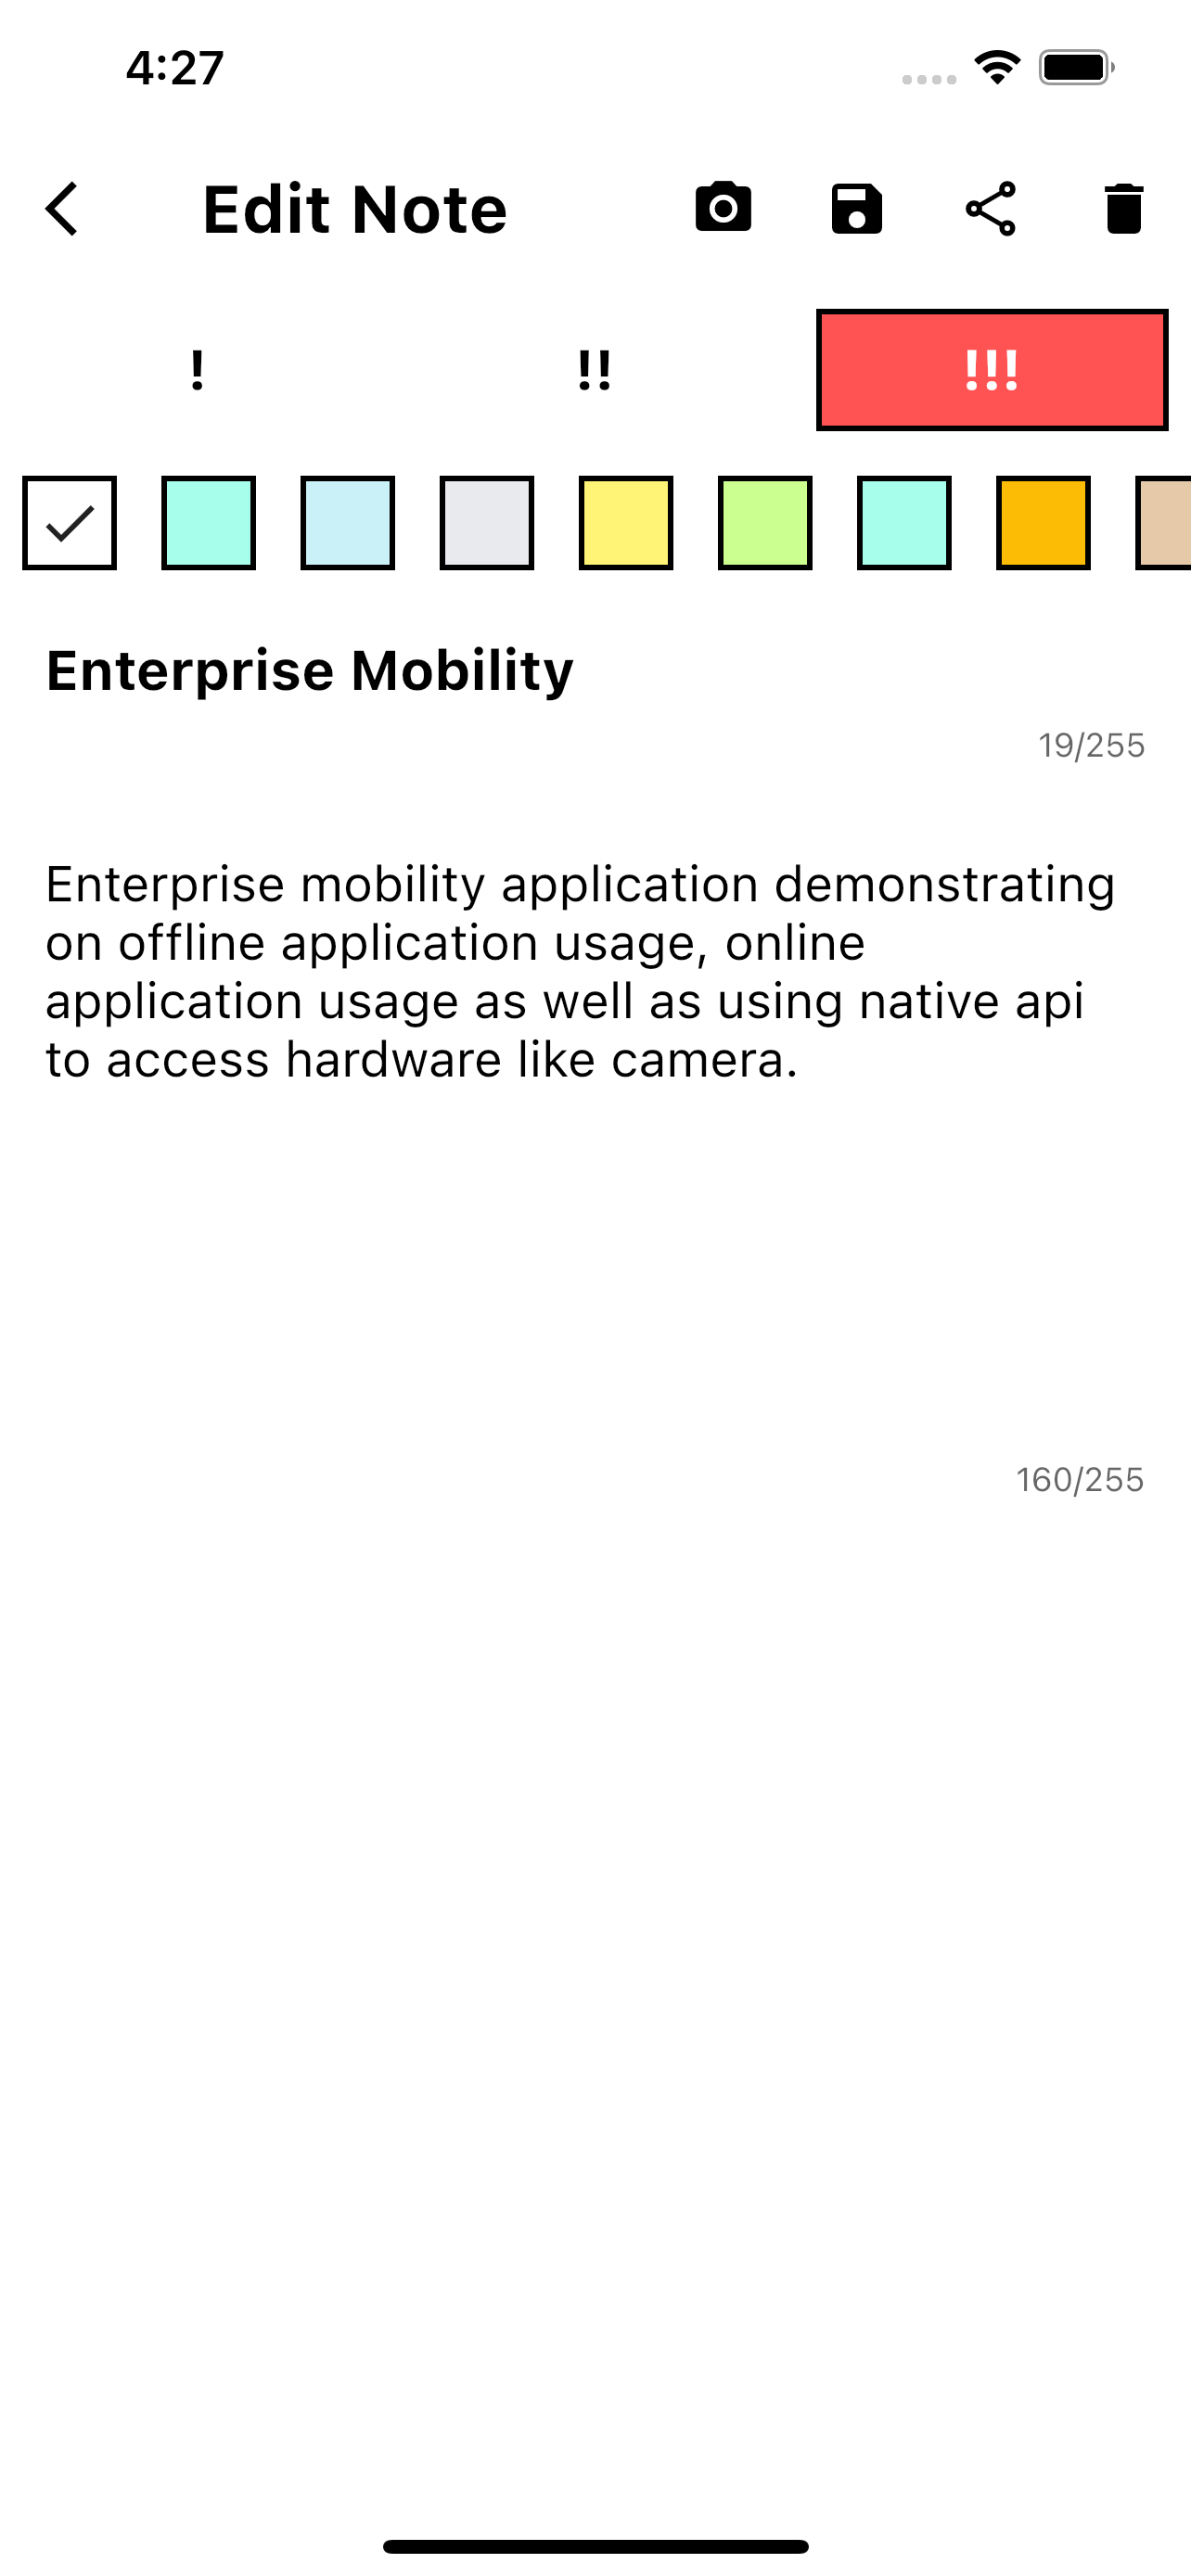 4:27
Edit Note
!
!!
!!!
Enterprise Mobility
19/255
Enterprise mobility application demonstrating
on offline application usage, online
application usage as well as using native api
to access hardware like camera.
160/255